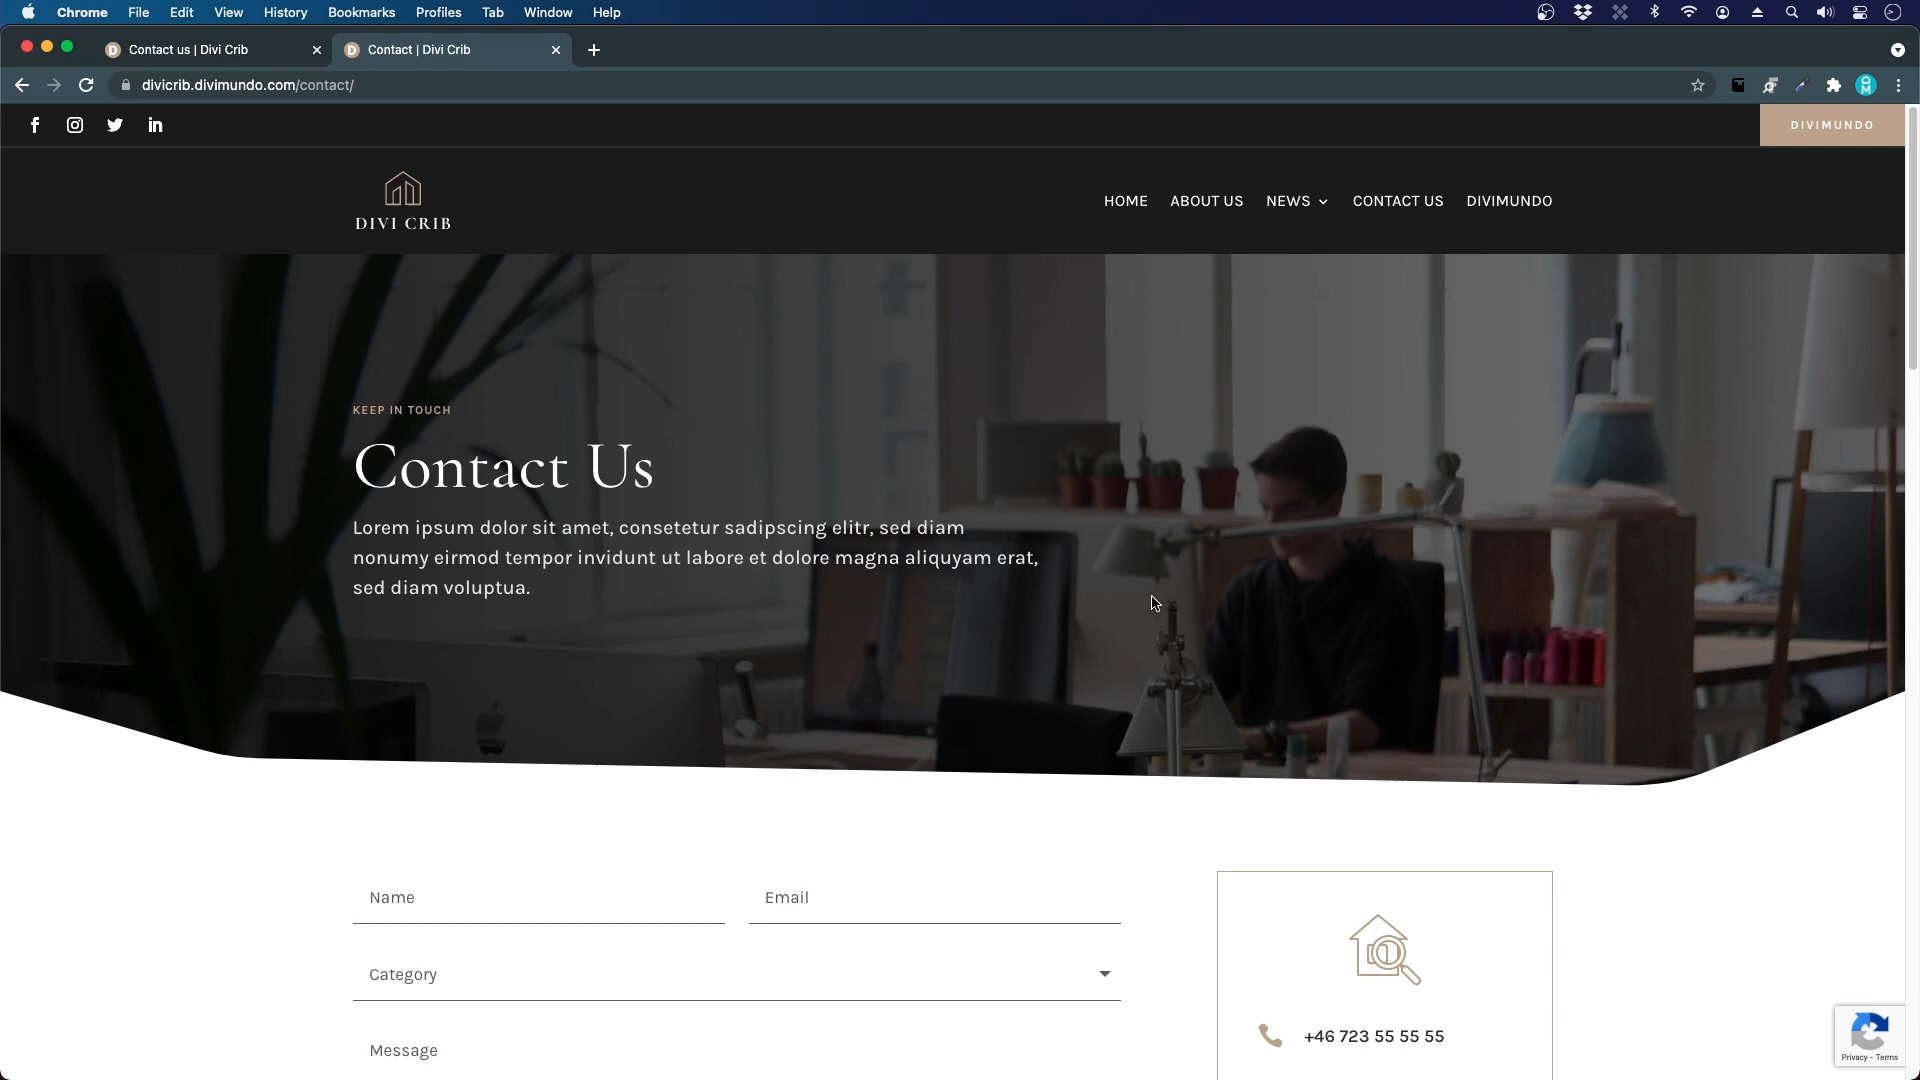 Chrome File Edit View History Bookmarks Profiles Tab Window Help
Contact us | Divi Crib
Contact | Divi Crib
divicrib.divimundo.com/contact/
DIVIMUNDO
DIVI CRIB
HOME ABOUT US NEWS CONTACT US DIVIMUNDO
KEEP IN TOUCH
Contact Us
Lorem ipsum dolor sit amet, consetetur sadipscing elitr, sed diam
nonumy eirmod tempor invidunt ut labore et dolore magna aliquyam erat,
sed diam voluptua.
Name
Email
Category
Message
+46 723 55 55 55
Privacy - Terms